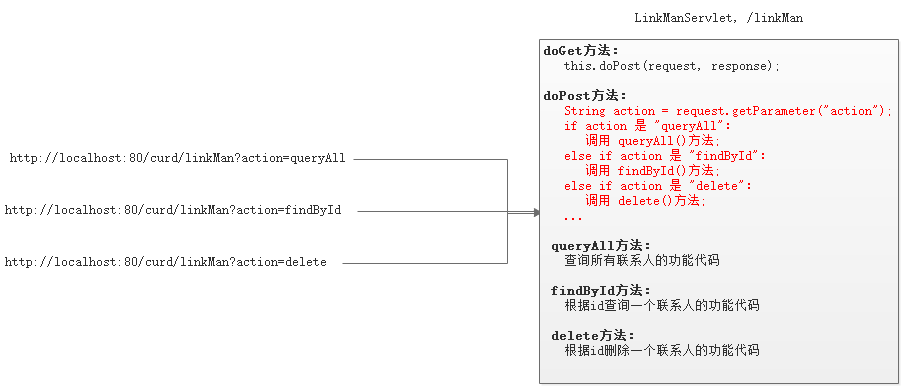 LinkManServlet, /linkMan
doGet方法:
this.doPost(request, response);
doPost方法:
String action = request.getParameter("action");
if action 是 "queryAll":
调用 queryAll()方法;
else if action 是 "findById":
调用 findById()方法;
else if action 是 "delete":
调用 delete()方法;
...
queryAll方法:
查询所有联系人的功能代码
findById方法:
根据id查询一个联系人的功能代码
delete方法:
根据id删除一个联系人的功能代码
http://localhost:80/curd/linkMan?action=queryAll
http://localhost:80/curd/linkMan?action=findById
http://localhost:80/curd/linkMan?action=delete